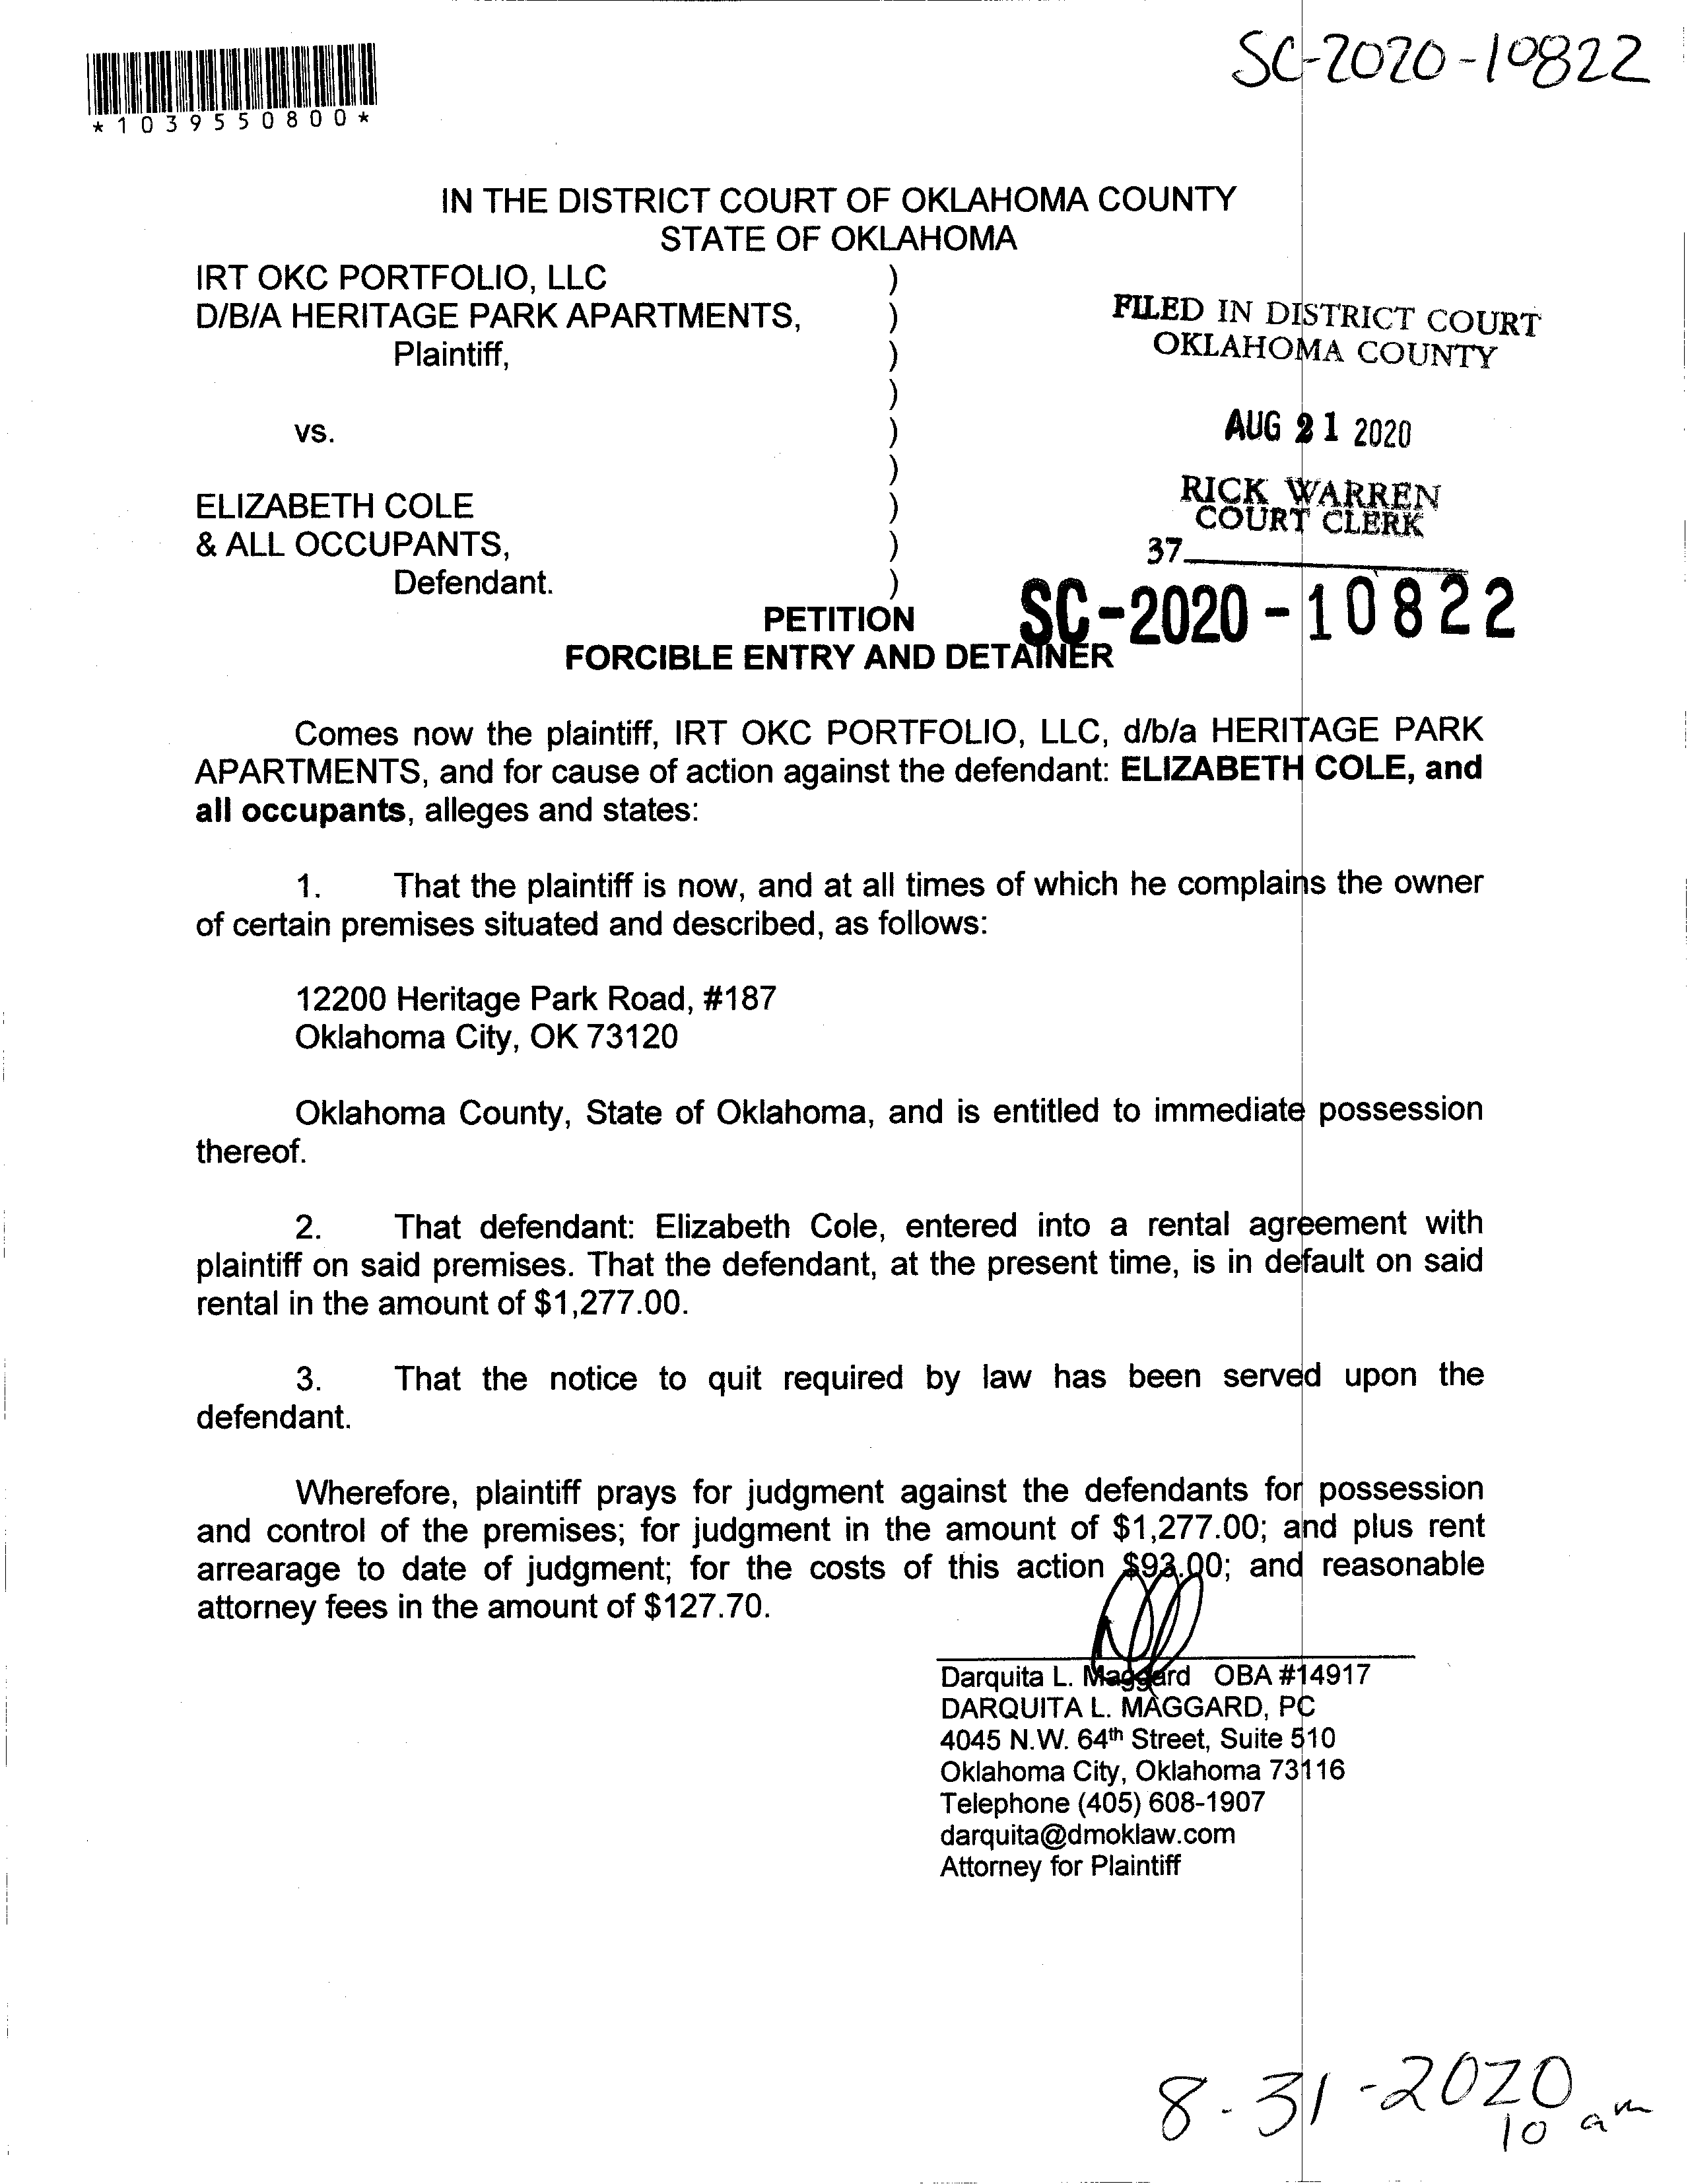 SC-2020-10822
*1039550800*
IN THE DISTRICT COURT OF OKLAHOMA COUNTY
STATE OF OKLAHOMA
IRT OKC PORTFOLIO, LLC )
D/B/A HERITAGE PARK APARTMENTS, )
Plaintiff, )
)
vs. )
)
ELIZABETH COLE )
& ALL OCCUPANTS, )
Defendant. )
FILED IN DISTRICT COURT
OKLAHOMA COUNTY
AUG 21 2020
RICK WARREN
COURT CLERK
37
SC-2020-10822
PETITION
FORCIBLE ENTRY AND DETAINER
Comes now the plaintiff, IRT OKC PORTFOLIO, LLC, d/b/a HERITAGE PARK
APARTMENTS, and for cause of action against the defendant: ELIZABETH COLE, and
all occupants, alleges and states:
1. That the plaintiff is now, and at all times of which he complains the owner
of certain premises situated and described, as follows:
12200 Heritage Park Road, #187
Oklahoma City, OK 73120
Oklahoma County, State of Oklahoma, and is entitled to immediate possession
thereof.
2. That defendant: Elizabeth Cole, entered into a rental agreement with
plaintiff on said premises. That the defendant, at the present time, is in default on said
rental in the amount of $1,277.00.
3. That the notice to quit required by law has been served upon the
defendant.
Wherefore, plaintiff prays for judgment against the defendants for possession
and control of the premises; for judgment in the amount of $1,277.00; and plus rent
arrearage to date of judgment; for the costs of this action $93.00; and reasonable
attorney fees in the amount of $127.70.
Darquita L. Maggard OBA #14917
DARQUITA L. MAGGARD, PC
4045 N.W. 64th Street, Suite 510
Oklahoma City, Oklahoma 73116
Telephone (405) 608-1907
darquita@dmoklaw.com
Attorney for Plaintiff
8-31-2020
10 am